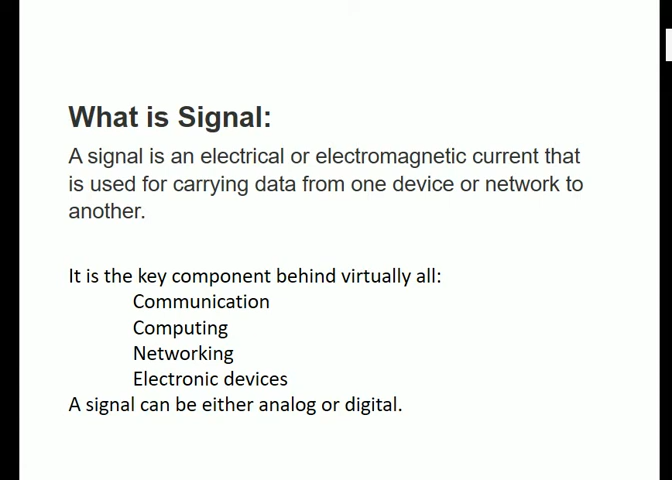 What is Signal:
A signal is an electrical or electromagnetic current that
is used for carrying data from one device or network to
another.
It is the key component behind virtually all:
Communication
Computing
Networking
Electronic devices
A signal can be either analog or digital.